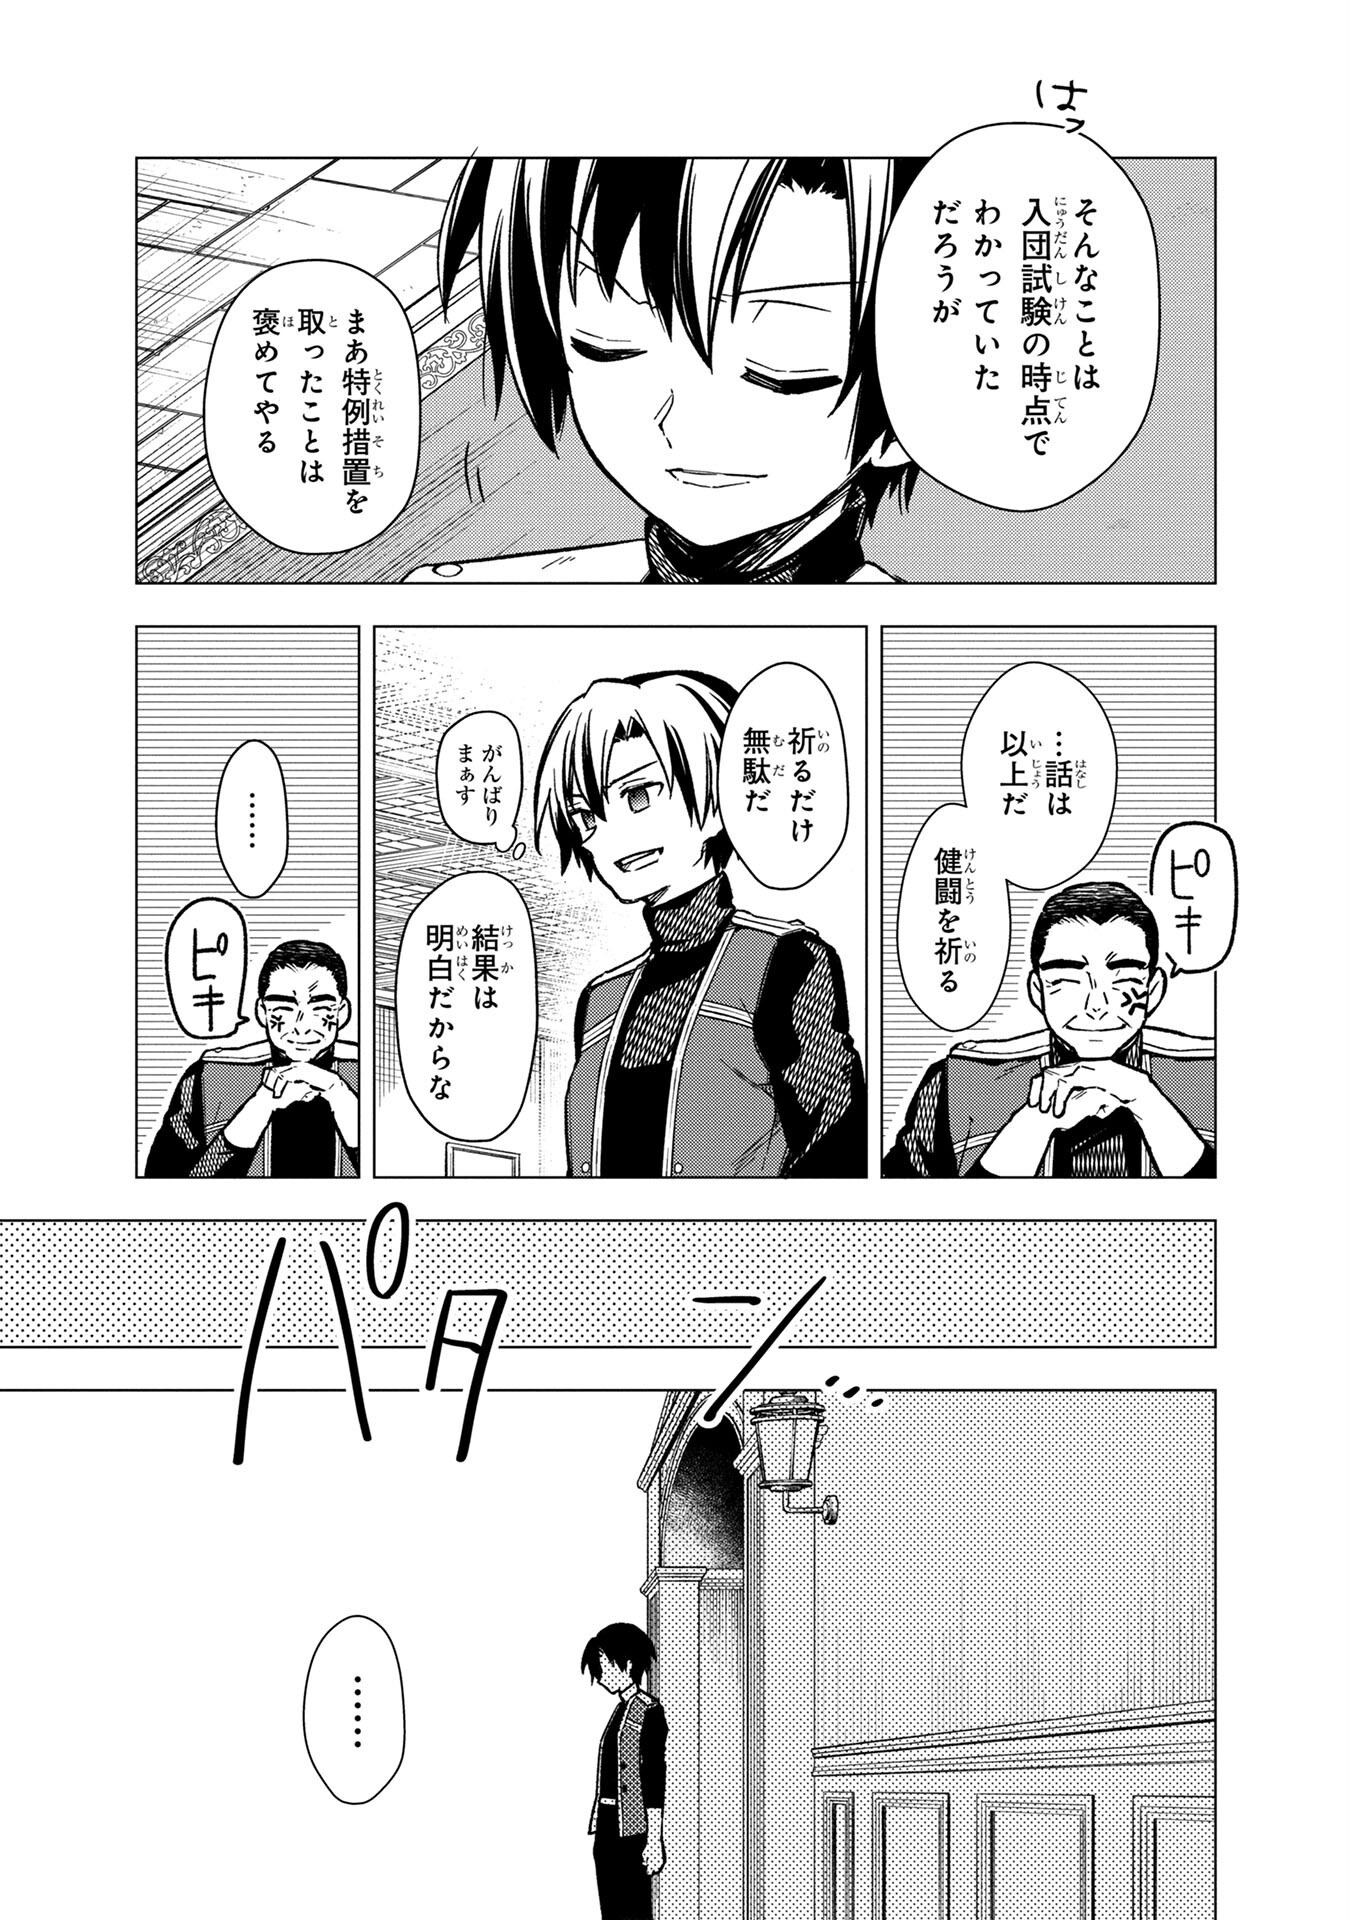 はっ
そんなことは
入団試験の時点で
わかっていた
だろうが
まあ特例措置を
取ったことは
褒めてやる
…話は
以上だ
健闘を祈る
ピキ
祈るだけ
無駄だ
がんばり
まぁす
結果は
明白だからな
……
ピキ
パターン…
……